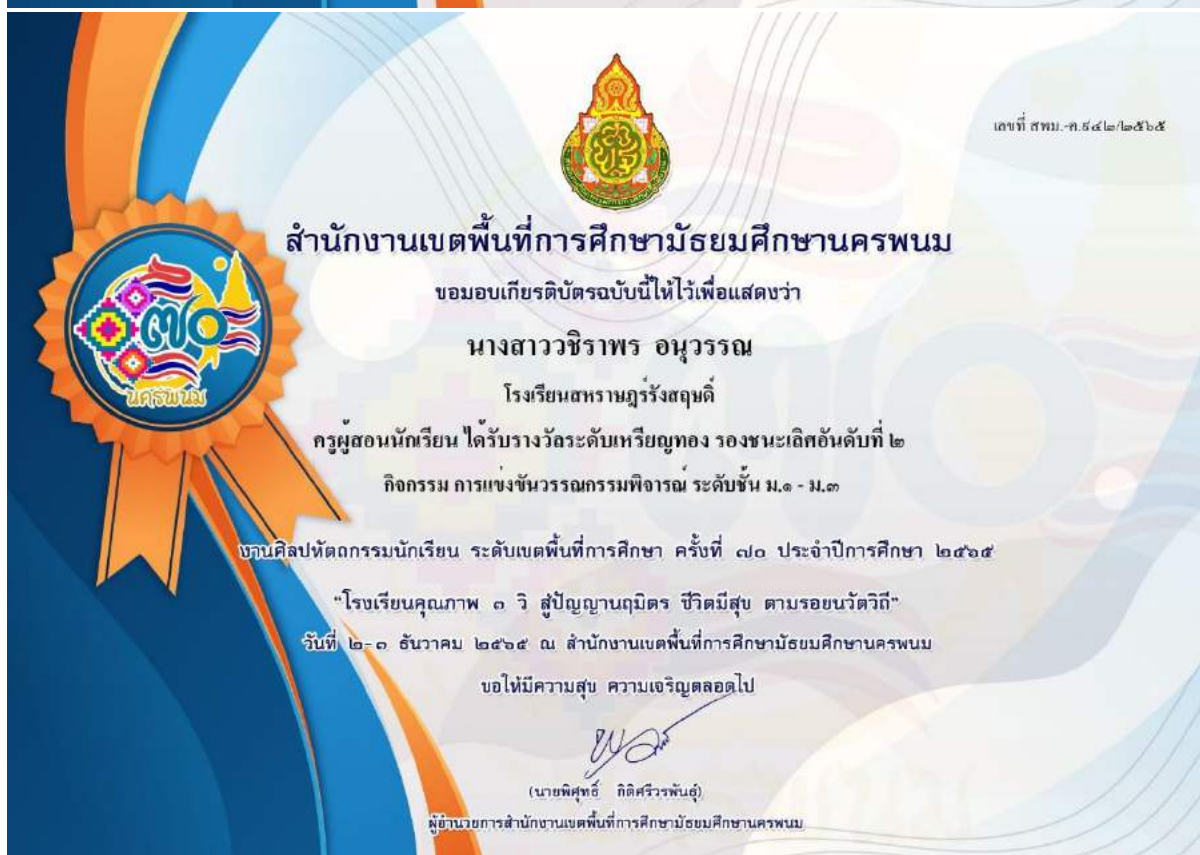 เลขที่ สพม.-ค.๕๔๒/๒๕๖๕
สำนักงานเขตพื้นที่การศึกษามัธยมศึกษานครพนม
ขอมอบเกียรติบัตรฉบับนี้ให้ไว้เพื่อแสดงว่า
นางสาววชิราพร อนุวรรณ
โรงเรียนสหราษฎร์รังสฤษดิ์
ครูผู้สอนนักเรียน ได้รับรางวัลระดับเหรียญทอง รองชนะเลิศอันดับที่ ๒
กิจกรรม การแข่งขันวรรณกรรมพิจารณ์ ระดับชั้น ม.๑ - ม.๓
๗๐
นครพนม
งานศิลปหัตถกรรมนักเรียน ระดับเขตพื้นที่การศึกษา ครั้งที่ ๗๐ ประจำปีการศึกษา ๒๕๖๕
"โรงเรียนคุณภาพ ๓ วิ สู่ปัญญานฤมิตร ชีวิตมีสุข ตามรอยนวัตวิถี"
วันที่ ๒-๓ ธันวาคม ๒๕๖๕ ณ สำนักงานเขตพื้นที่การศึกษามัธยมศึกษานครพนม
ขอให้มีความสุข ความเจริญตลอดไป
(นายพิศุทธิ์ กิติศรีวรพันธุ์)
ผู้อำนวยการสำนักงานเขตพื้นที่การศึกษามัธยมศึกษานครพนม